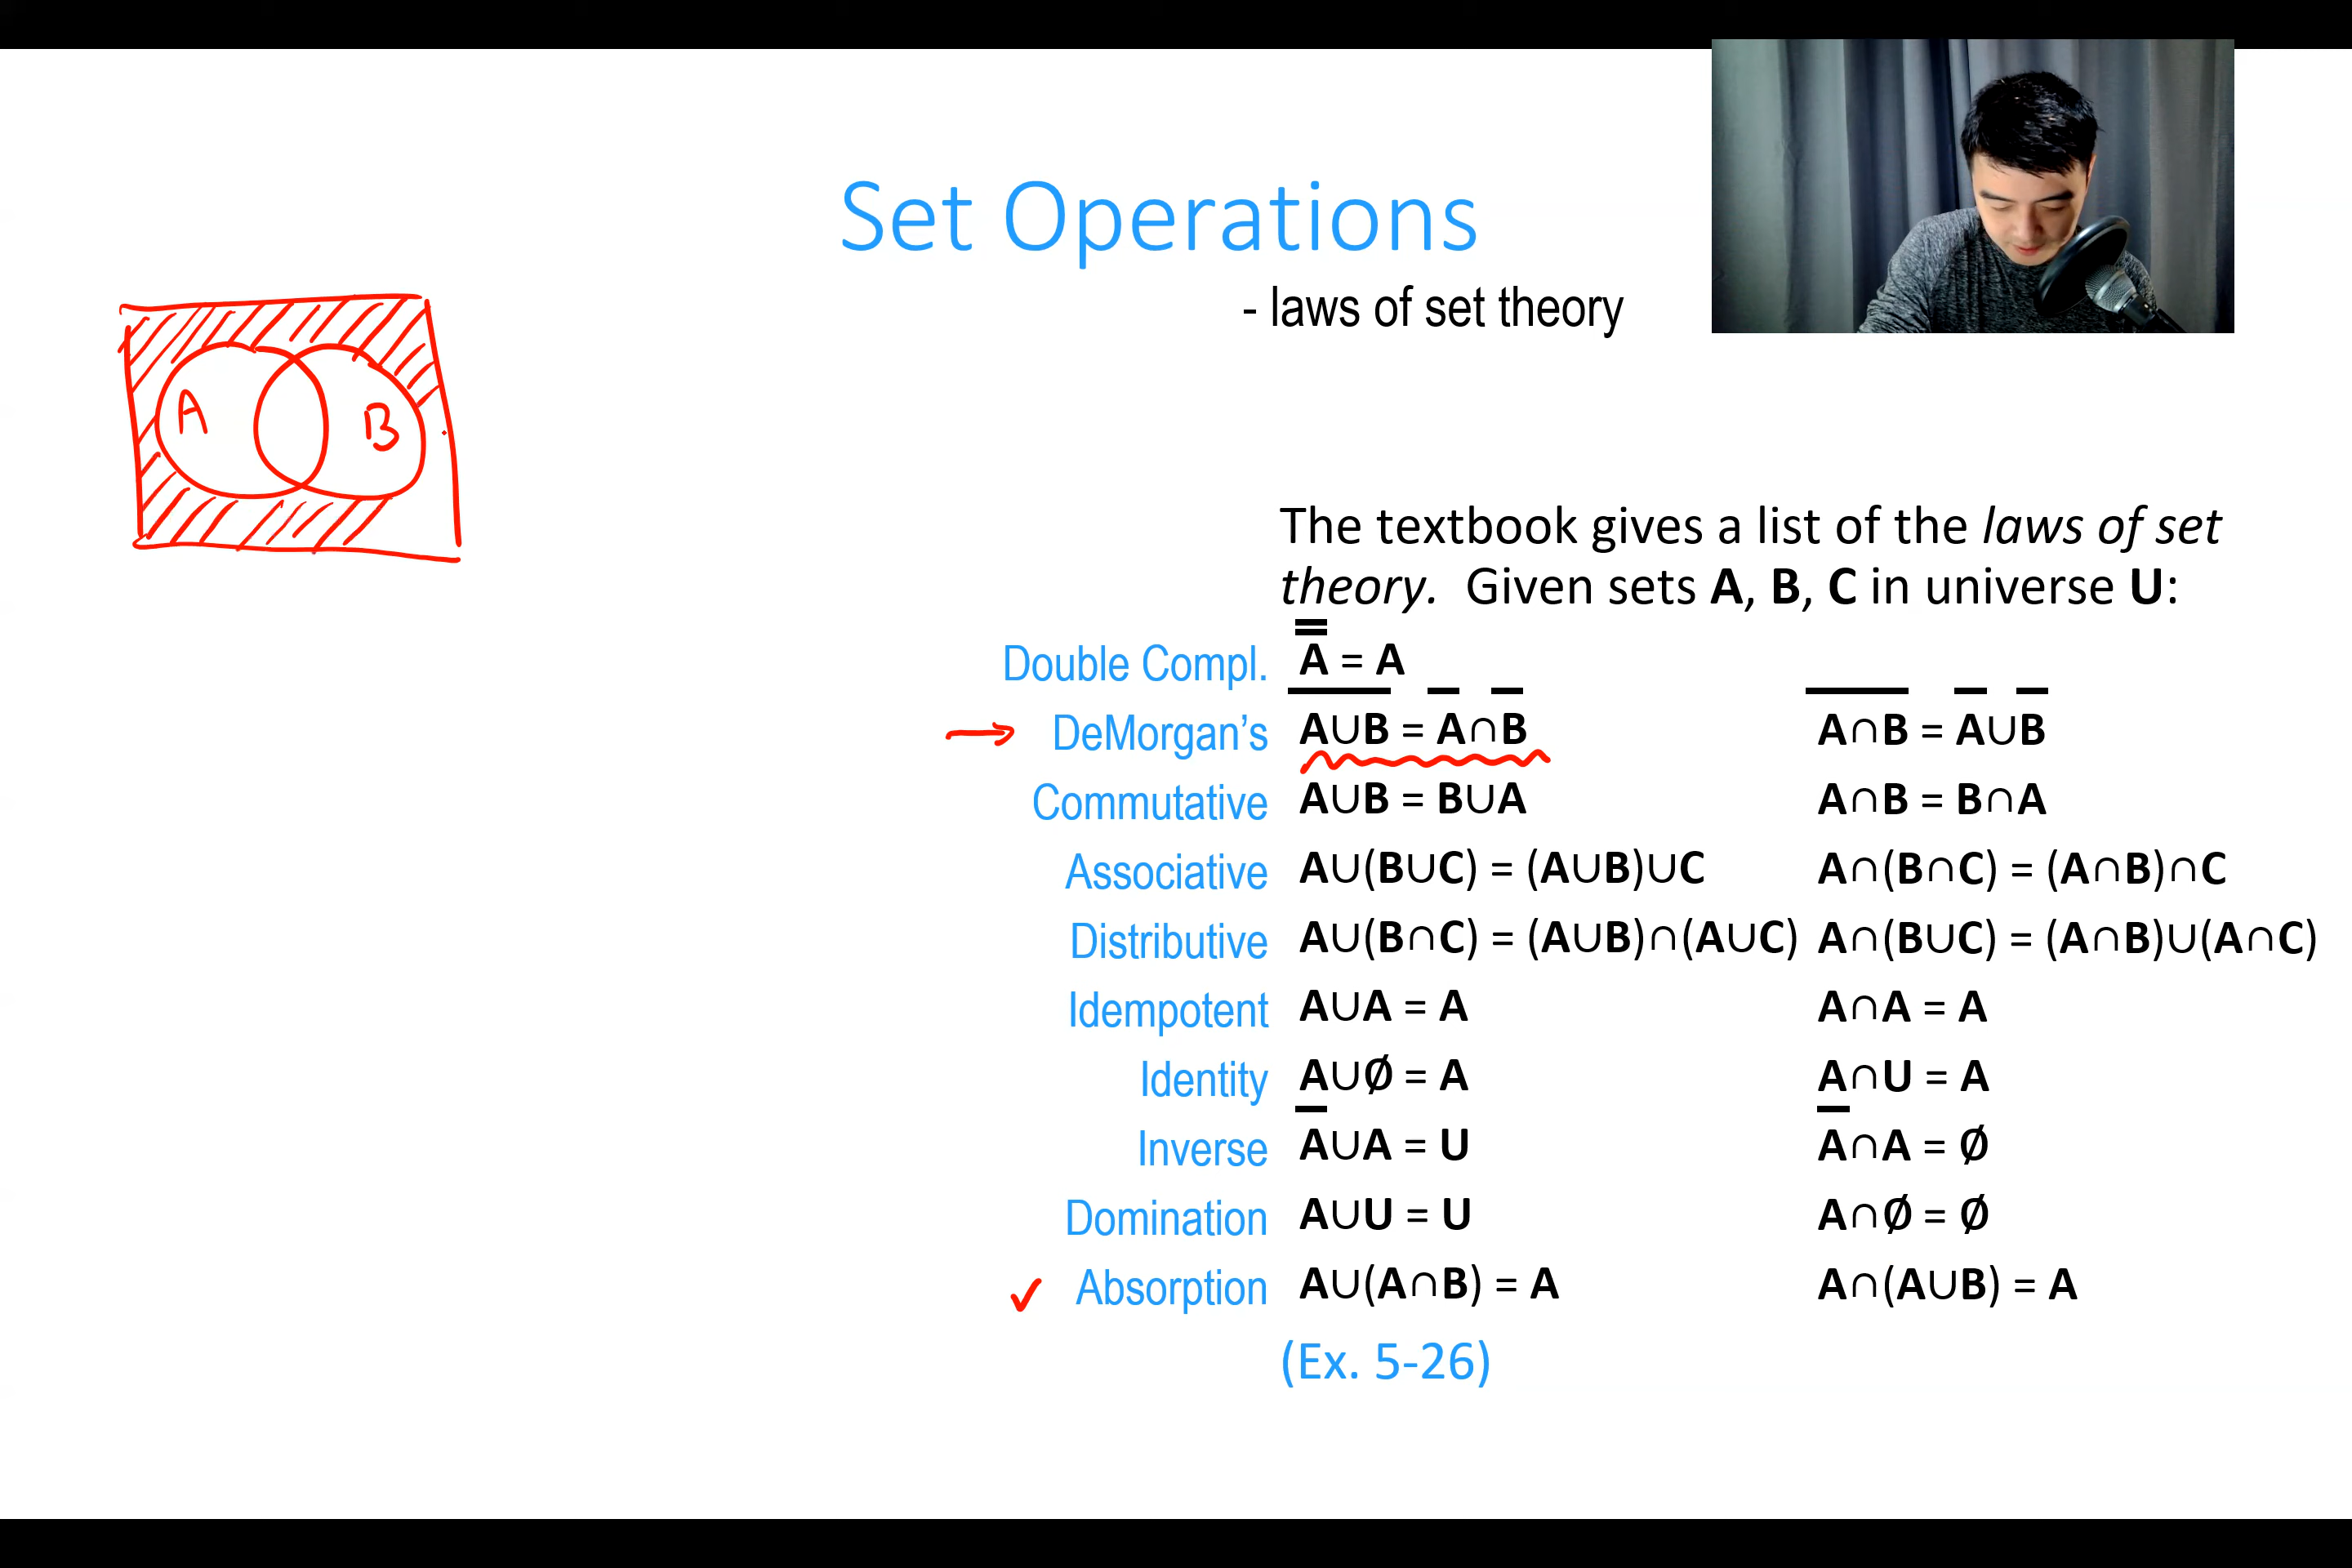 Set Operations
- laws of set theory
A B
The textbook gives a list of the laws of set
theory. Given sets A, B, C in universe U:
Double Compl. A̿ = A
DeMorgan's A̅∪̅B̅ = A̅∩B̅ A̅∩̅B̅ = A̅∪B̅
Commutative A∪B = B∪A A∩B = B∩A
Associative A∪(B∪C) = (A∪B)∪C A∩(B∩C) = (A∩B)∩C
Distributive A∪(B∩C) = (A∪B)∩(A∪C) A∩(B∪C) = (A∩B)∪(A∩C)
Idempotent A∪A = A A∩A = A
Identity A∪Ø = A A∩U = A
Inverse A̅∪A = U A̅∩A = Ø
Domination A∪U = U A∩Ø = Ø
✓ Absorption A∪(A∩B) = A A∩(A∪B) = A
(Ex. 5-26)